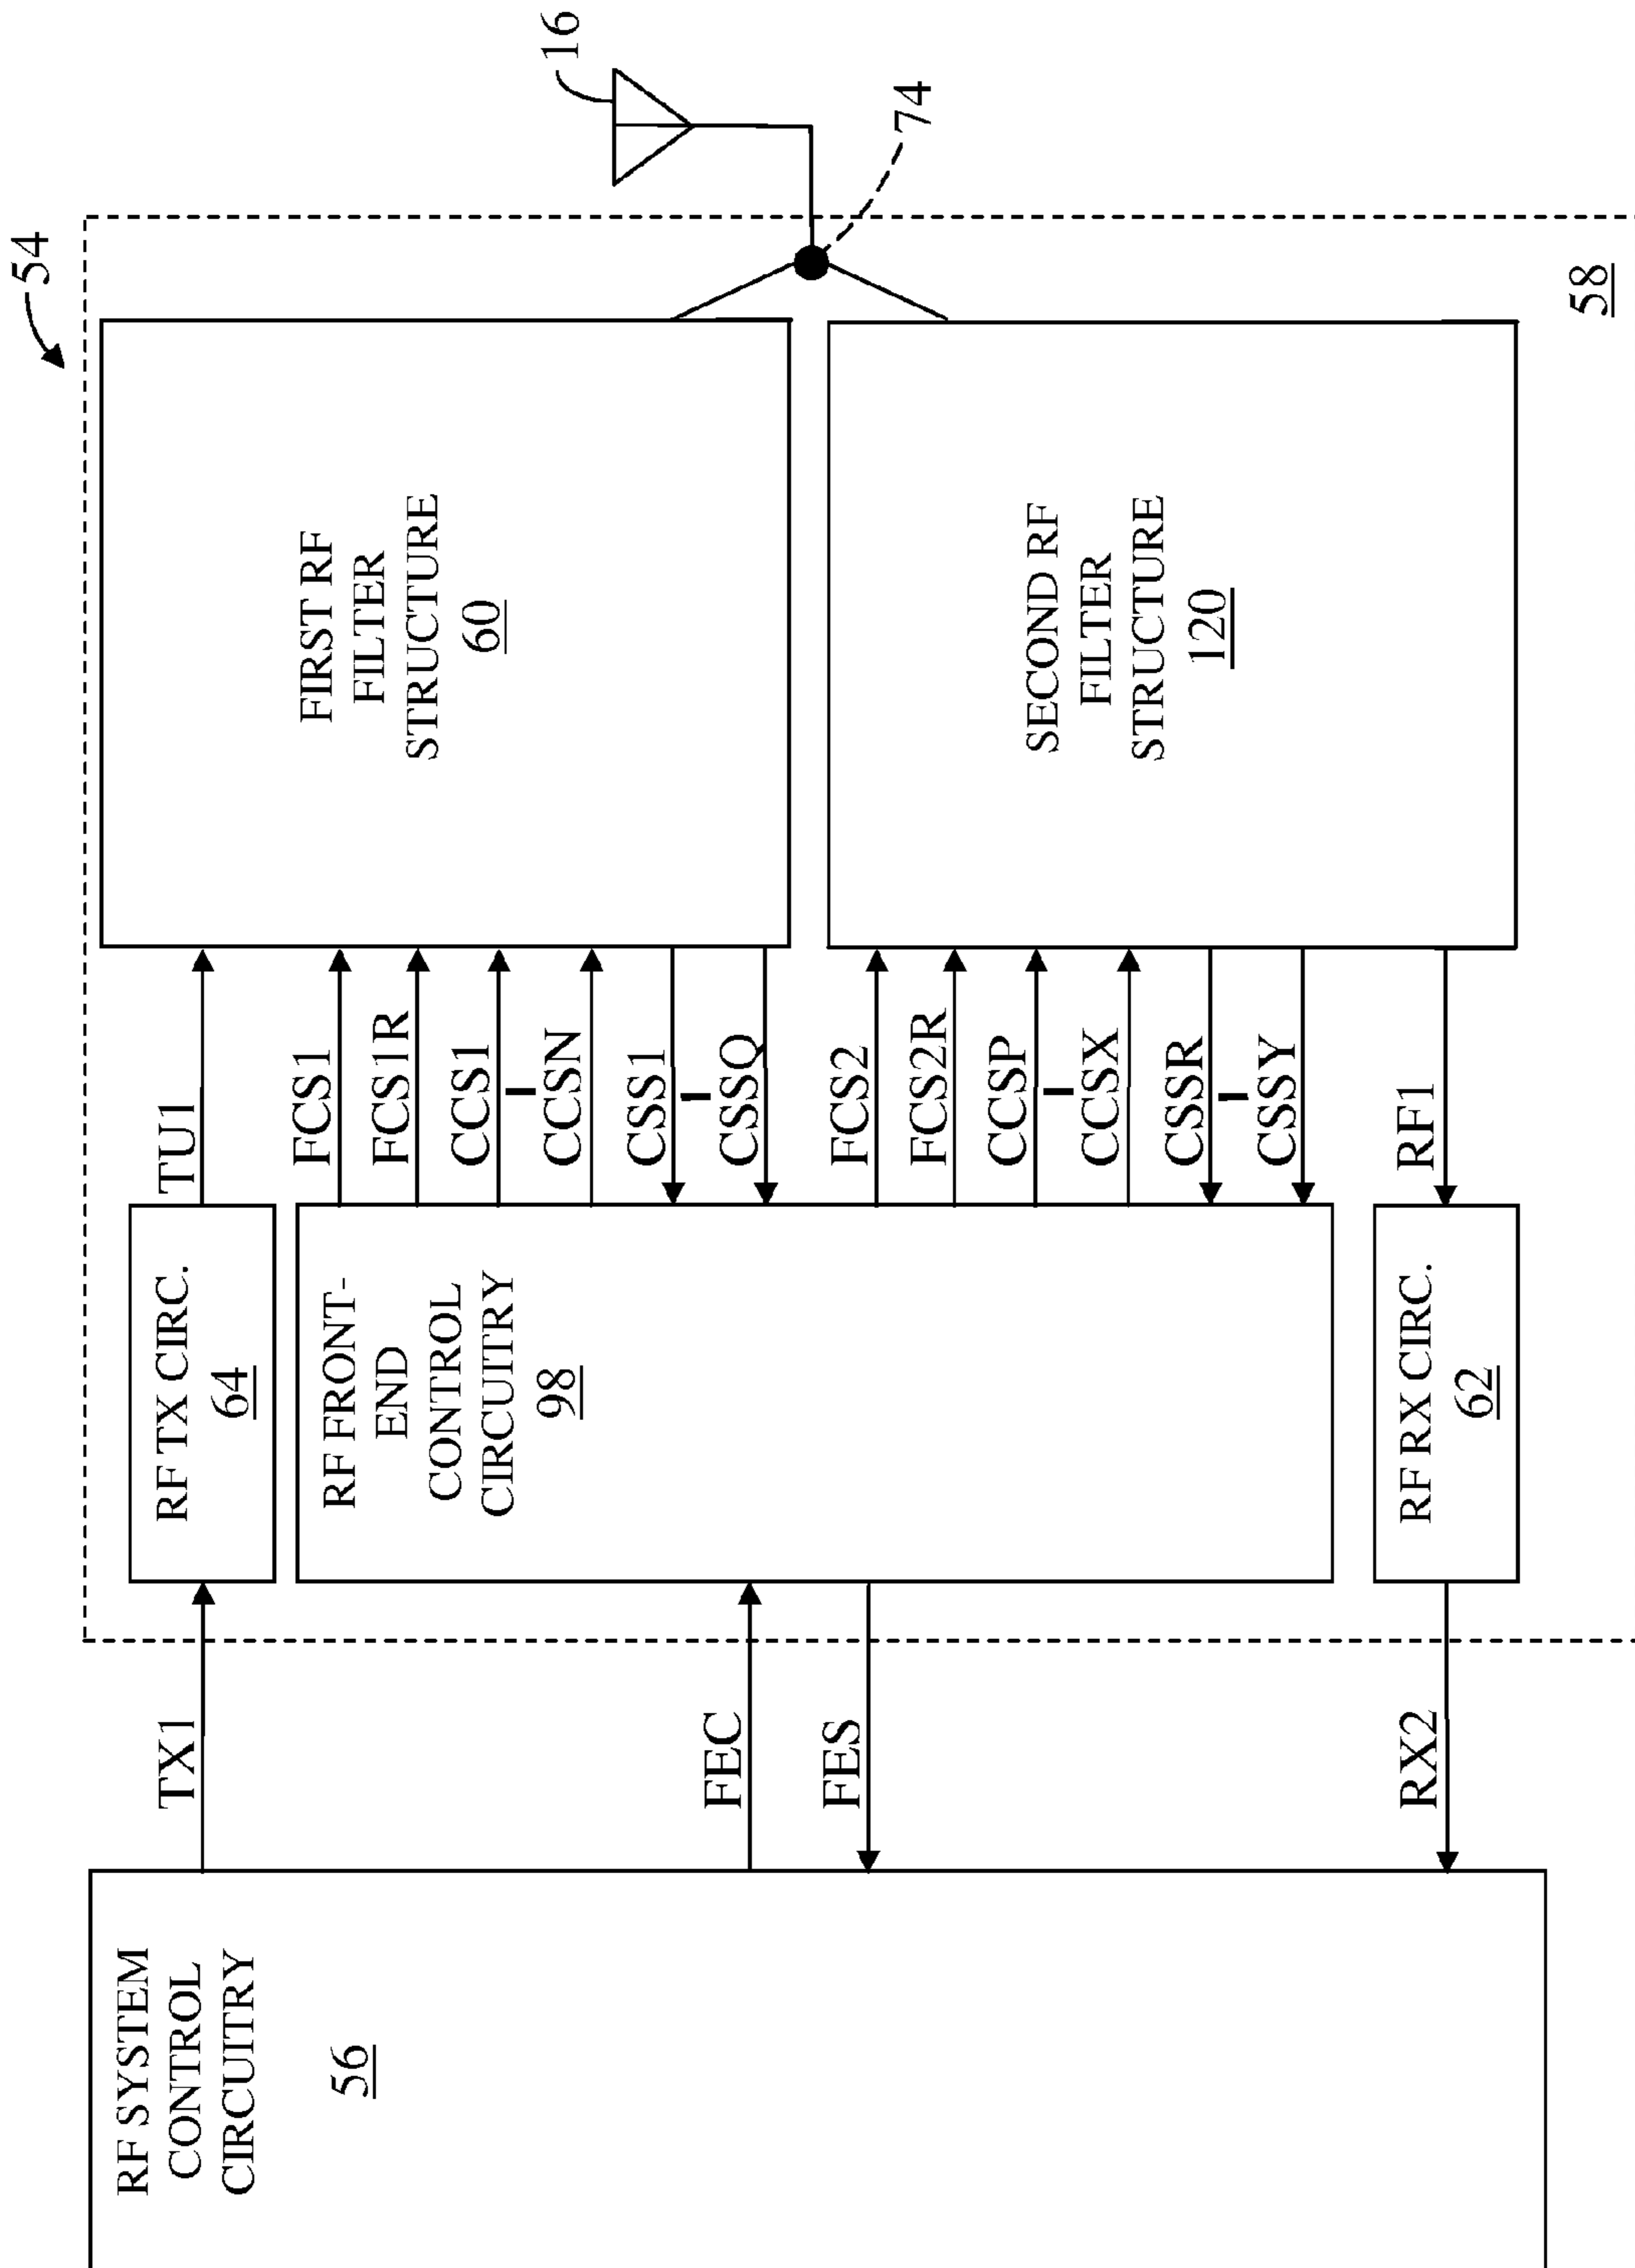 54
16
74
58
FIRST RF
FILTER
STRUCTURE
60
SECOND RF
FILTER
STRUCTURE
120
TU1
FCS1
FCS1R
CCS1
CCSN
CSS1
CSSQ
FCS2
FCS2R
CCSP
CCSX
CSSR
CSSY
RF1
RF TX CIRC.
64
RF FRONT-
END
CONTROL
CIRCUITRY
98
RF RX CIRC.
62
TX1
FEC
FES
RX2
RF SYSTEM
CONTROL
CIRCUITRY
56